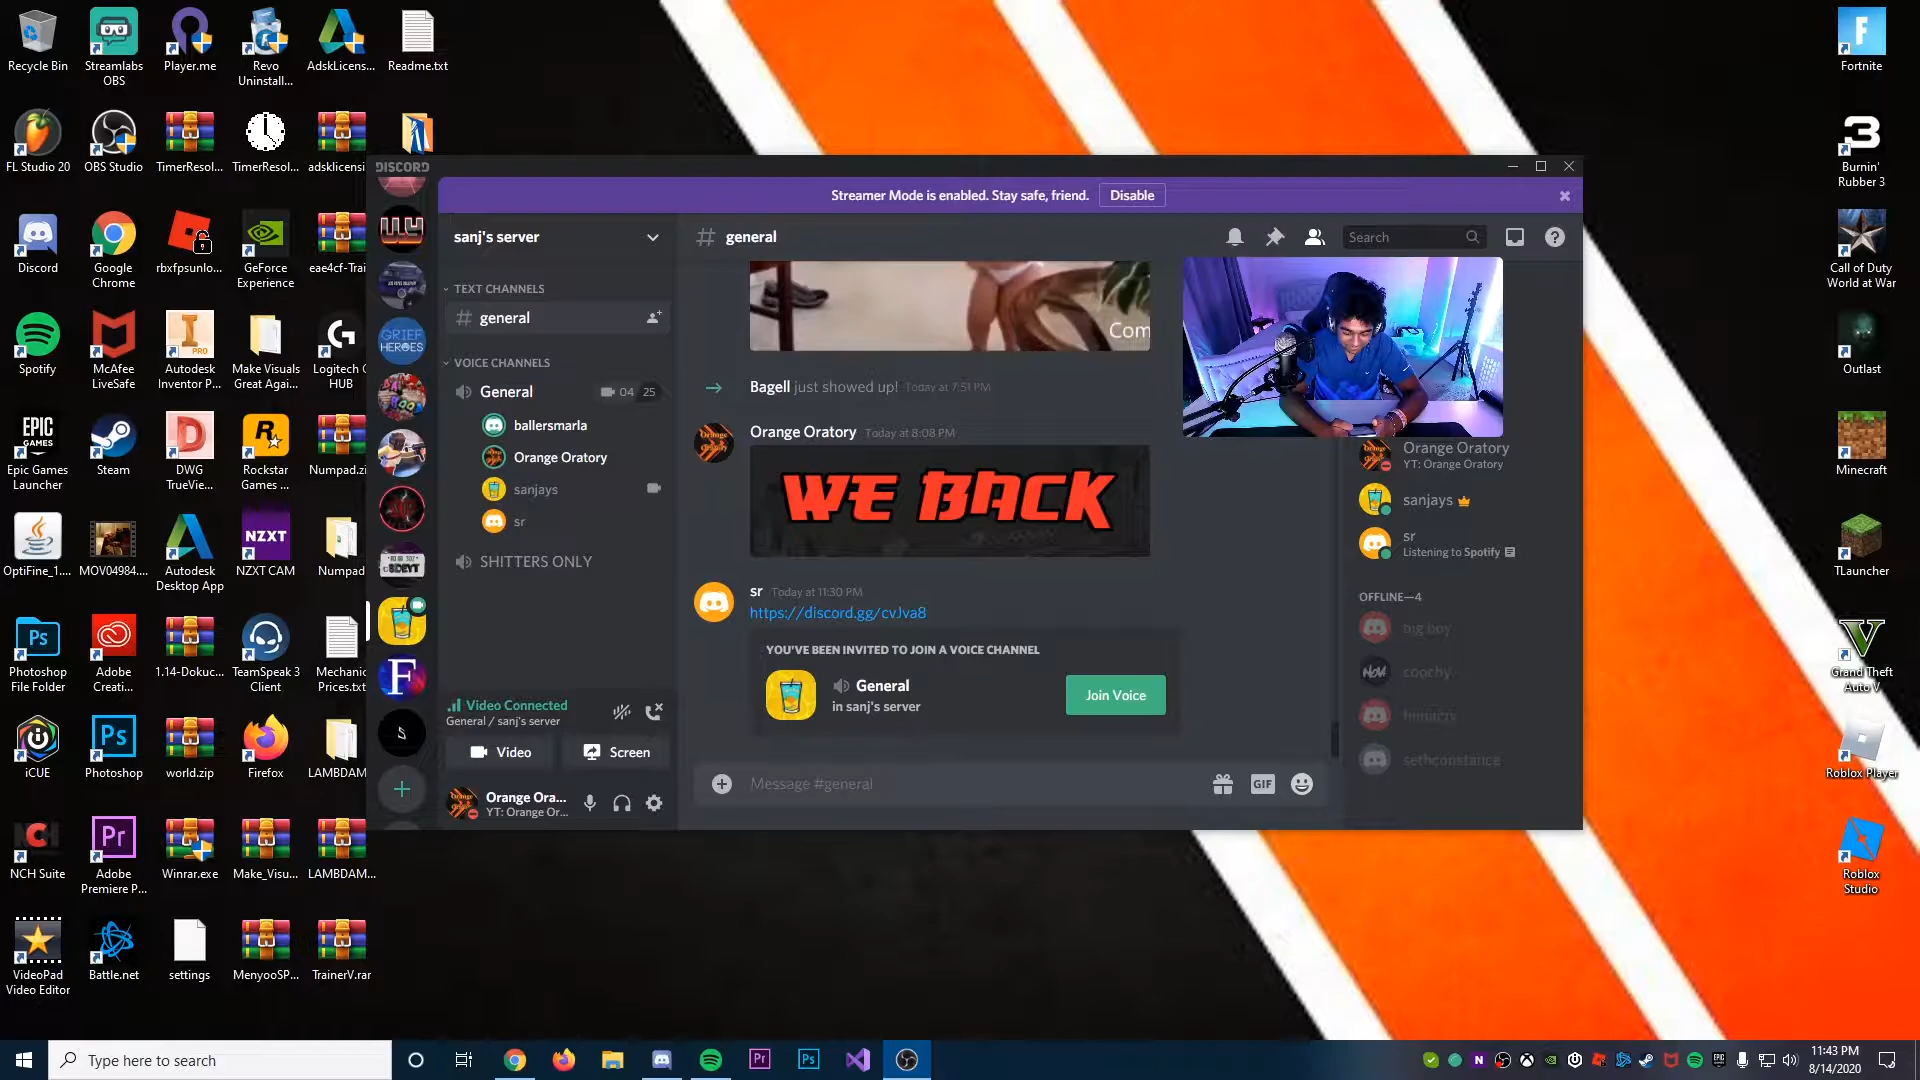 Recycle Bin
Streamlabs OBS
Player.me
Revo Uninstall...
AdskLicens...
Readme.txt
FL Studio 20
OBS Studio
TimerResol...
TimerResol...
adsklicensi
Discord
Google Chrome
rbxfpsunlo...
GeForce Experience
eae4cf-Trai
Spotify
McAfee LiveSafe
Autodesk Inventor P...
Make Visuals Great Agai...
Logitech G HUB
Epic Games Launcher
Steam
DWG TrueVie...
Rockstar Games ...
Numpad.zi
OptiFine_1....
MOV04984....
Autodesk Desktop App
NZXT CAM
Numpad
Photoshop File Folder
Adobe Creati...
1.14-Dokuc...
TeamSpeak 3 Client
Mechanic Prices.txt
iCUE
Photoshop
world.zip
Firefox
LAMBDAM
NCH Suite
Adobe Premiere P...
Winrar.exe
Make_Visu...
LAMBDAM...
VideoPad Video Editor
Battle.net
settings
MenyooSP...
TrainerV.rar
DISCORD
Streamer Mode is enabled. Stay safe, friend.
Disable
sanj's server
# general
Search
TEXT CHANNELS
# general
VOICE CHANNELS
General 04 25
ballersmarla
Orange Oratory
sanjays
sr
SHITTERS ONLY
Video Connected
General / sanj's server
Video
Screen
Orange Ora...
YT: Orange Or...
GRIEF HEROES
Com
Bagell just showed up! Today at 7:51 PM
Orange Oratory Today at 8:08 PM
WE BACK
sr Today at 11:30 PM
https://discord.gg/cvJva8
YOU'VE BEEN INVITED TO JOIN A VOICE CHANNEL
General
in sanj's server
Join Voice
Message #general
GIF
Orange Oratory
YT: Orange Oratory
sanjays
sr
Listening to Spotify
OFFLINE—4
big boy
coochy
sethconstance
Fortnite
Burnin' Rubber 3
Call of Duty World at War
Outlast
Minecraft
TLauncher
Grand Theft Auto V
Roblox Player
Roblox Studio
Type here to search
11:43 PM
8/14/2020